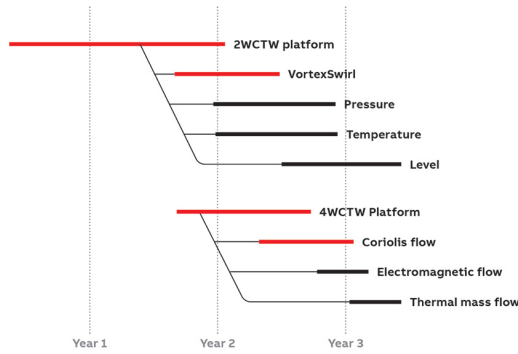 2WCTW platform
VortexSwirl
Pressure
Temperature
Level
4WCTW Platform
Coriolis flow
Electromagnetic flow
Thermal mass flow
Year 1 Year 2 Year 3